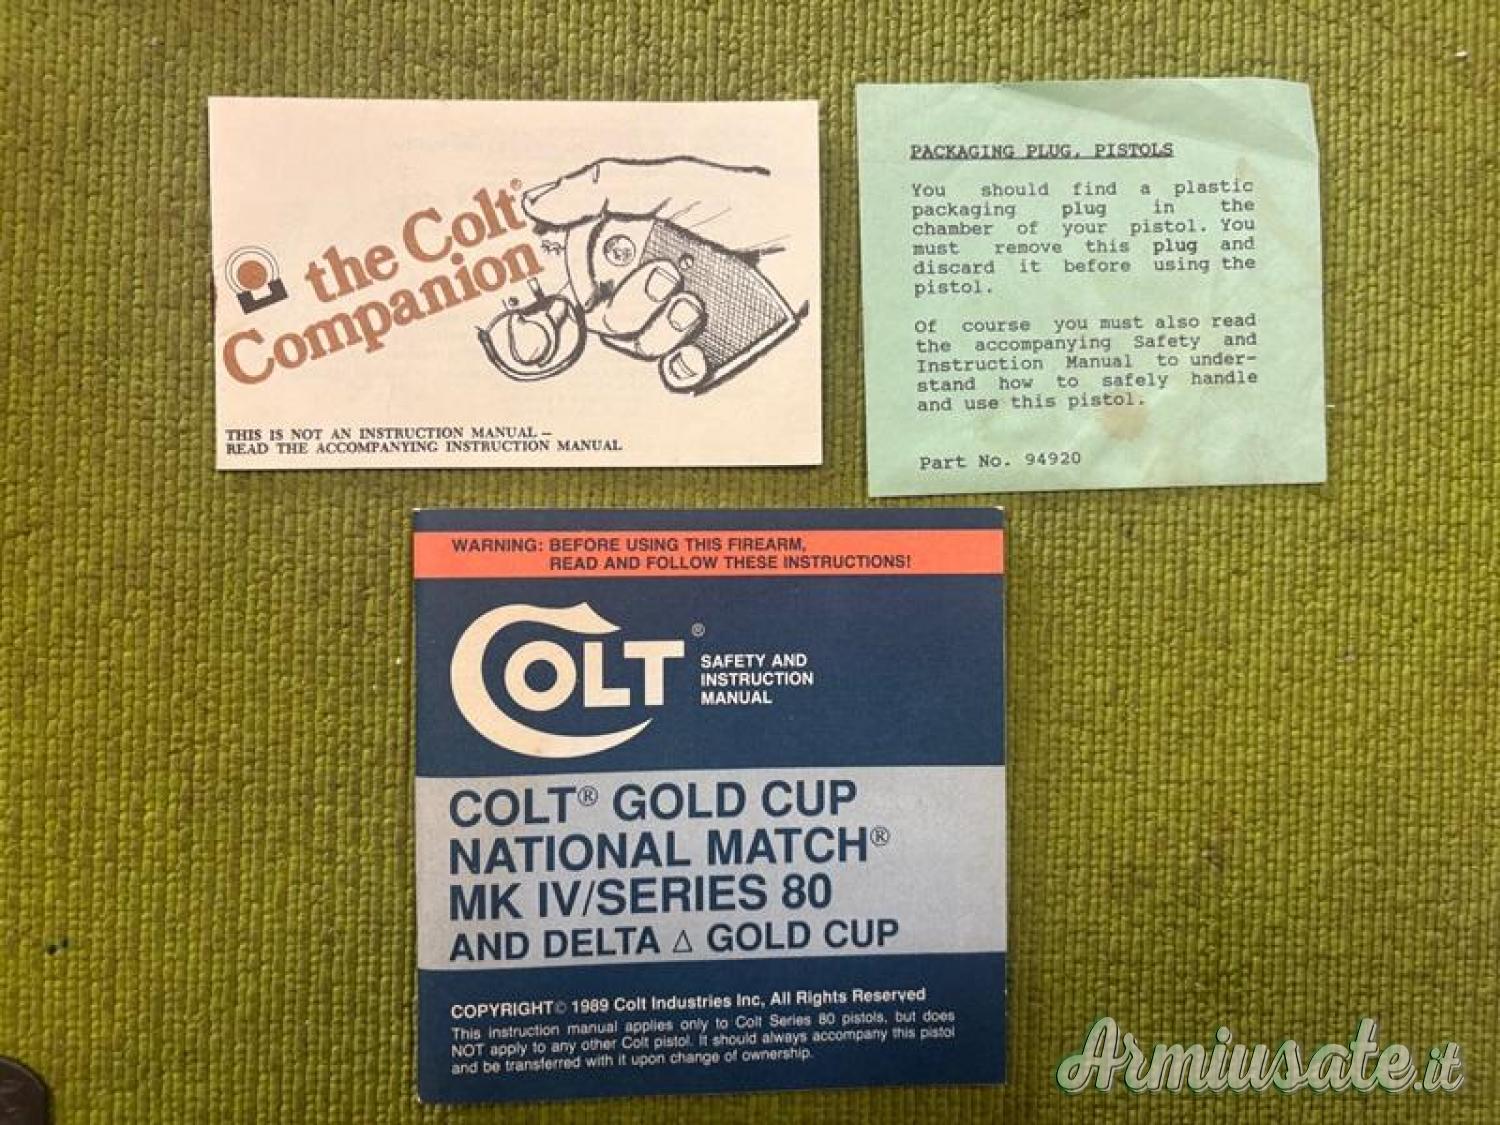 the Colt®
Companion
THIS IS NOT AN INSTRUCTION MANUAL –
READ THE ACCOMPANYING INSTRUCTION MANUAL
PACKAGING PLUG, PISTOLS
You should find a plastic
packaging plug in the
chamber of your pistol. You
must remove this plug and
discard it before using the
pistol.
Of course you must also read
the accompanying Safety and
Instruction Manual to under-
stand how to safely handle
and use this pistol.
Part No. 94920
WARNING: BEFORE USING THIS FIREARM,
READ AND FOLLOW THESE INSTRUCTIONS!
COLT®
SAFETY AND
INSTRUCTION
MANUAL
COLT® GOLD CUP
NATIONAL MATCH®
MK IV/SERIES 80
AND DELTA △ GOLD CUP
COPYRIGHT© 1989 Colt Industries Inc, All Rights Reserved
This instruction manual applies only to Colt Series 80 pistols, but does
NOT apply to any other Colt pistol. It should always accompany this pistol
and be transferred with it upon change of ownership.
Armiusate.it